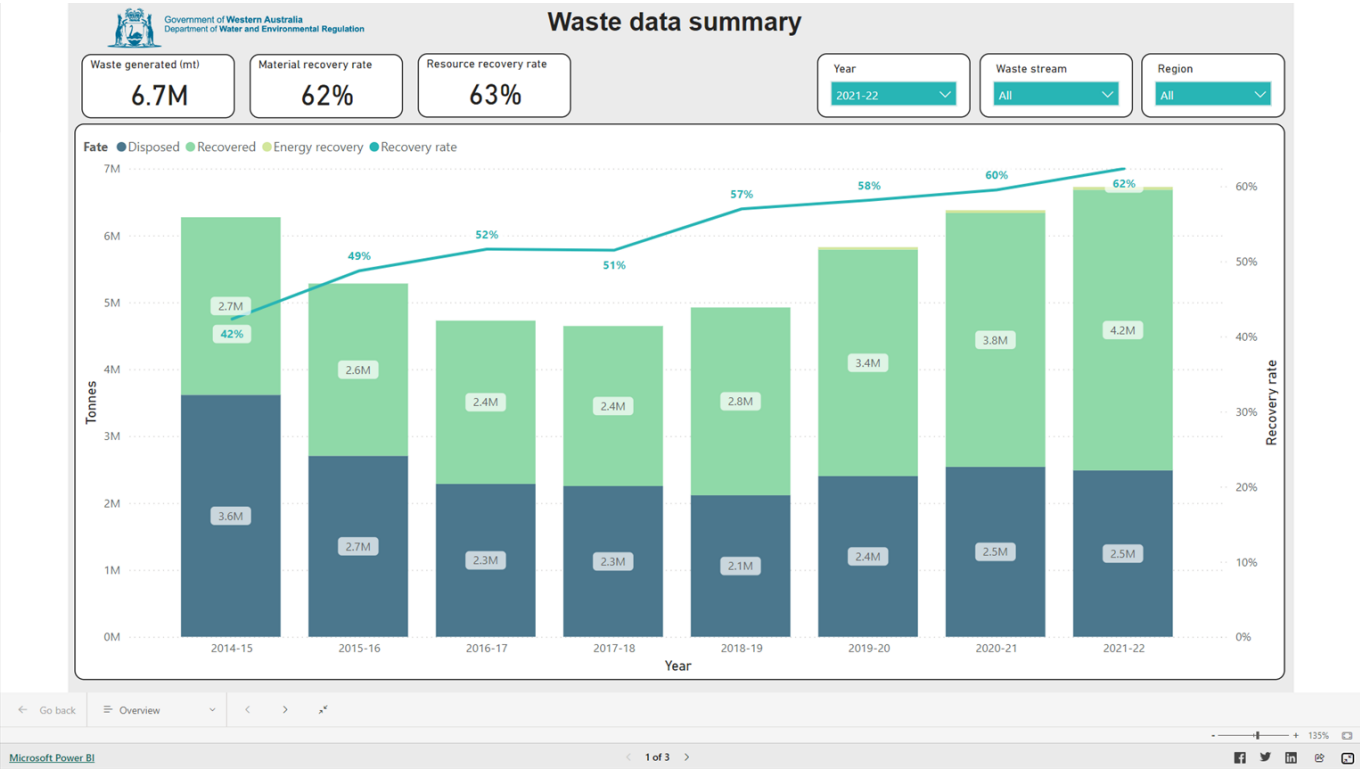 Government of Western Australia
Department of Water and Environmental Regulation
Waste data summary
Waste generated (mt)
6.7M
Material recovery rate
62%
Resource recovery rate
63%
Year
2021-22
Waste stream
All
Region
All
Fate Disposed Recovered Energy recovery Recovery rate
7M
6M
5M
4M
3M
2M
1M
0M
Tonnes
60%
50%
40%
30%
20%
10%
0%
Recovery rate
42%
49%
52%
51%
57%
58%
60%
62%
2.7M
2.6M
2.4M
2.4M
2.8M
3.4M
3.8M
4.2M
3.6M
2.7M
2.3M
2.3M
2.1M
2.4M
2.5M
2.5M
2014-15 2015-16 2016-17 2017-18 2018-19 2019-20 2020-21 2021-22
Year
Go back Overview
- + 135%
Microsoft Power BI 1 of 3